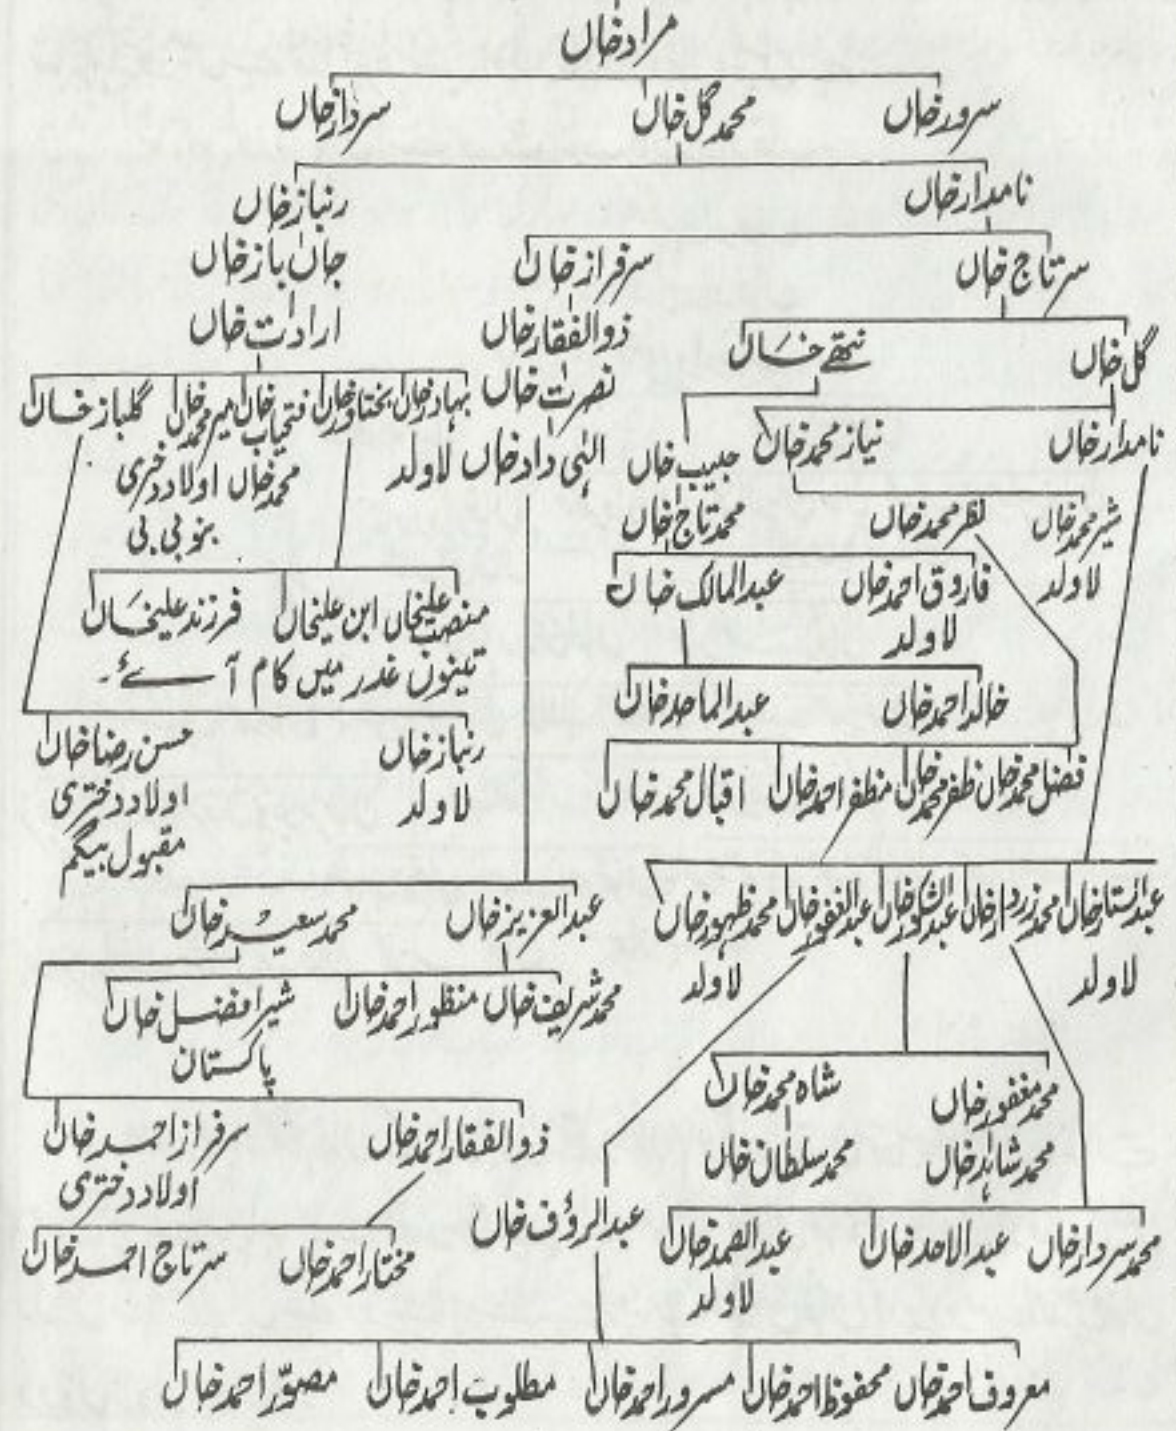 مراد خاں
سرور خاں محمد گل خاں سردار خاں
نامدار خاں رنباز خاں
سرتاج خاں سرفراز خاں جاں باز خاں
گل خاں نتھے خاں ذوالفقار خاں ارادت خاں
نصرت خاں بہادر خاں بختاور خاں فتحیاب خاں میر محمد خاں گلباز خاں
نامدار خاں نیاز محمد خاں حبیب خاں الٰہی داد خاں لاولد محمد خاں اولاد دختری
شیر محمد خاں نظر محمد خاں محمد تاج خاں بنو بی بی
لاولد فاروق احمد خاں عبدالمالک خاں منصب علیخاں ابن علیخاں فرزند علیخاں
لاولد تینوں غدر میں کام آئے۔
خالد احمد خاں عبدالماجد خاں رنباز خاں حسن رضا خاں
فضل محمد خاں ظفر محمد خاں مظفر احمد خاں اقبال محمد خاں لاولد اولاد دختری
مقبول بیگم
عبدالستار خاں محمد زردار خاں عبدالشکور خاں عبدالغفور خاں محمد ظہور خاں عبدالعزیز خاں محمد سعید خاں
لاولد لاولد محمد شریف خاں منظور احمد خاں شیر افضل خاں
پاکستان
محمد مغفور خاں شاہ محمد خاں ذوالفقار احمد خاں سرفراز احمد خاں
محمد شاہد خاں محمد سلطان خاں اولاد دختری
محمد سردار خاں عبدالاحد خاں عبدالصمد خاں عبدالرؤف خاں مختار احمد خاں سرتاج احمد خاں
لاولد
معروف احمد خاں محفوظ احمد خاں مسرور احمد خاں مطلوب احمد خاں مصوّر احمد خاں